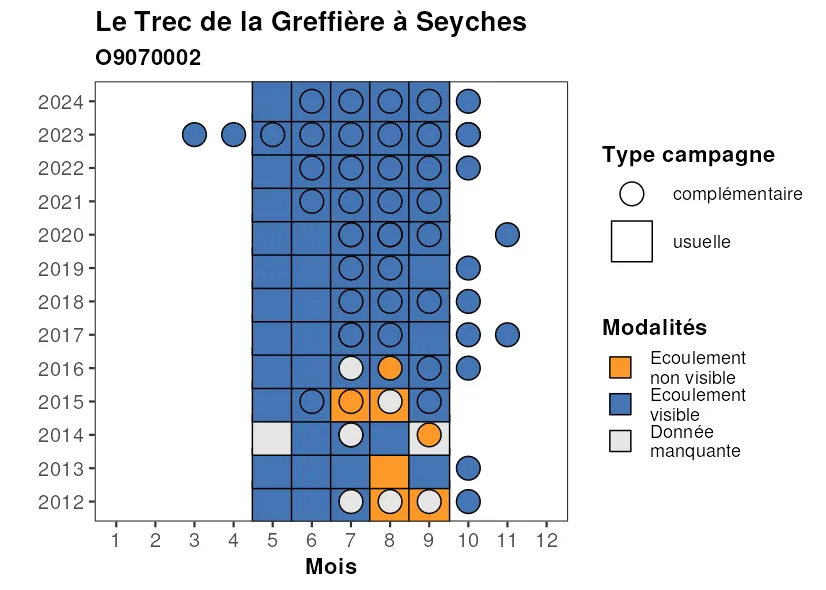 Le Trec de la Greffière à Seyches
O9070002
2024
2023
2022
2021
2020
2019
2018
2017
2016
2015
2014
2013
2012
1 2 3 4 5 6 7 8 9 10 11 12
Mois
Type campagne
complémentaire
usuelle
Modalités
Ecoulement
non visible
Ecoulement
visible
Donnée
manquante